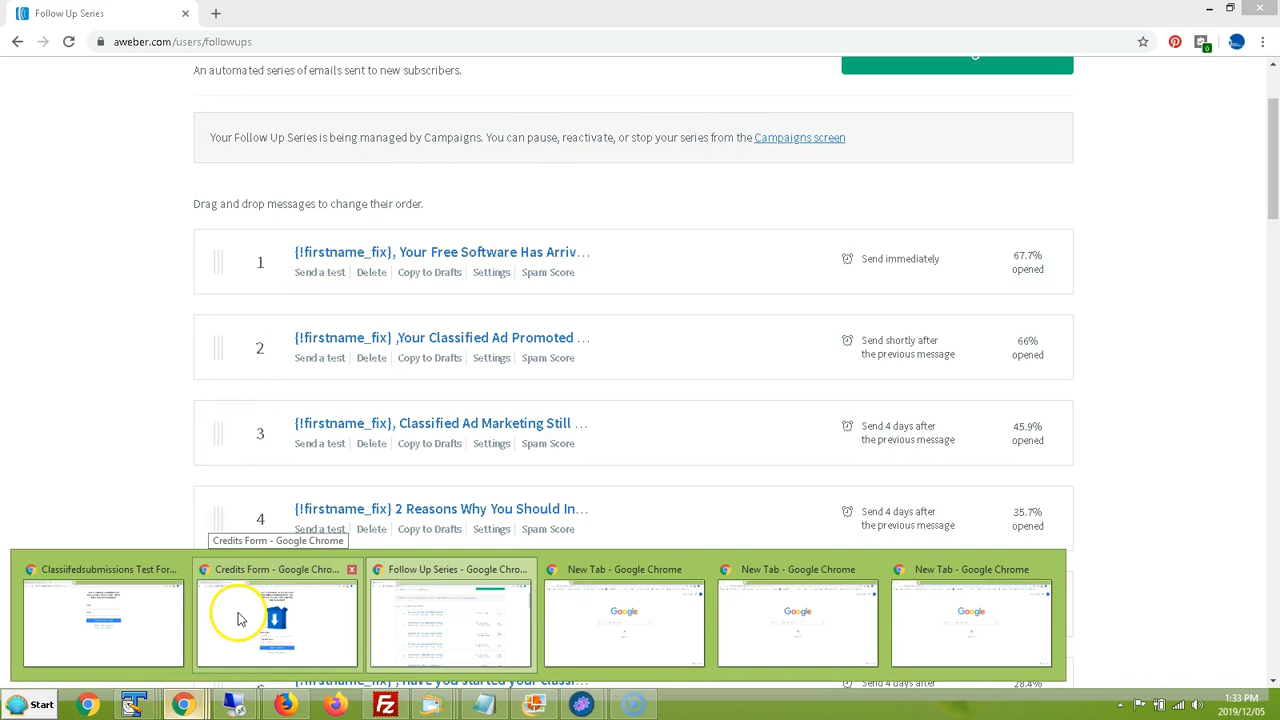 Follow Up Series
aweber.com/users/followups
0
An automated series of emails sent to new subscribers.
Your Follow Up Series is being managed by Campaigns. You can pause, reactivate, or stop your series from the Campaigns screen
Drag and drop messages to change their order.
1
{!firstname_fix}, Your Free Software Has Arriv...
Send a test Delete Copy to Drafts Settings Spam Score
Send immediately
67.7%
opened
2
{!firstname_fix} ,Your Classified Ad Promoted ...
Send a test Delete Copy to Drafts Settings Spam Score
Send shortly after
the previous message
66%
opened
3
{!firstname_fix}, Classified Ad Marketing Still ...
Send a test Delete Copy to Drafts Settings Spam Score
Send 4 days after
the previous message
45.9%
opened
4
{!firstname_fix} 2 Reasons Why You Should In...
Send a test Delete Copy to Drafts Settings Spam Score
Send 4 days after
the previous message
35.7%
opened
Credits Form - Google Chrome
Classiifedsubmissions Test For...
Credits Form - Google Chro...
Follow Up Series - Google Chro...
New Tab - Google Chrome
New Tab - Google Chrome
New Tab - Google Chrome
Google
Google
Google
28.4%
Start
1:33 PM
2019/12/05